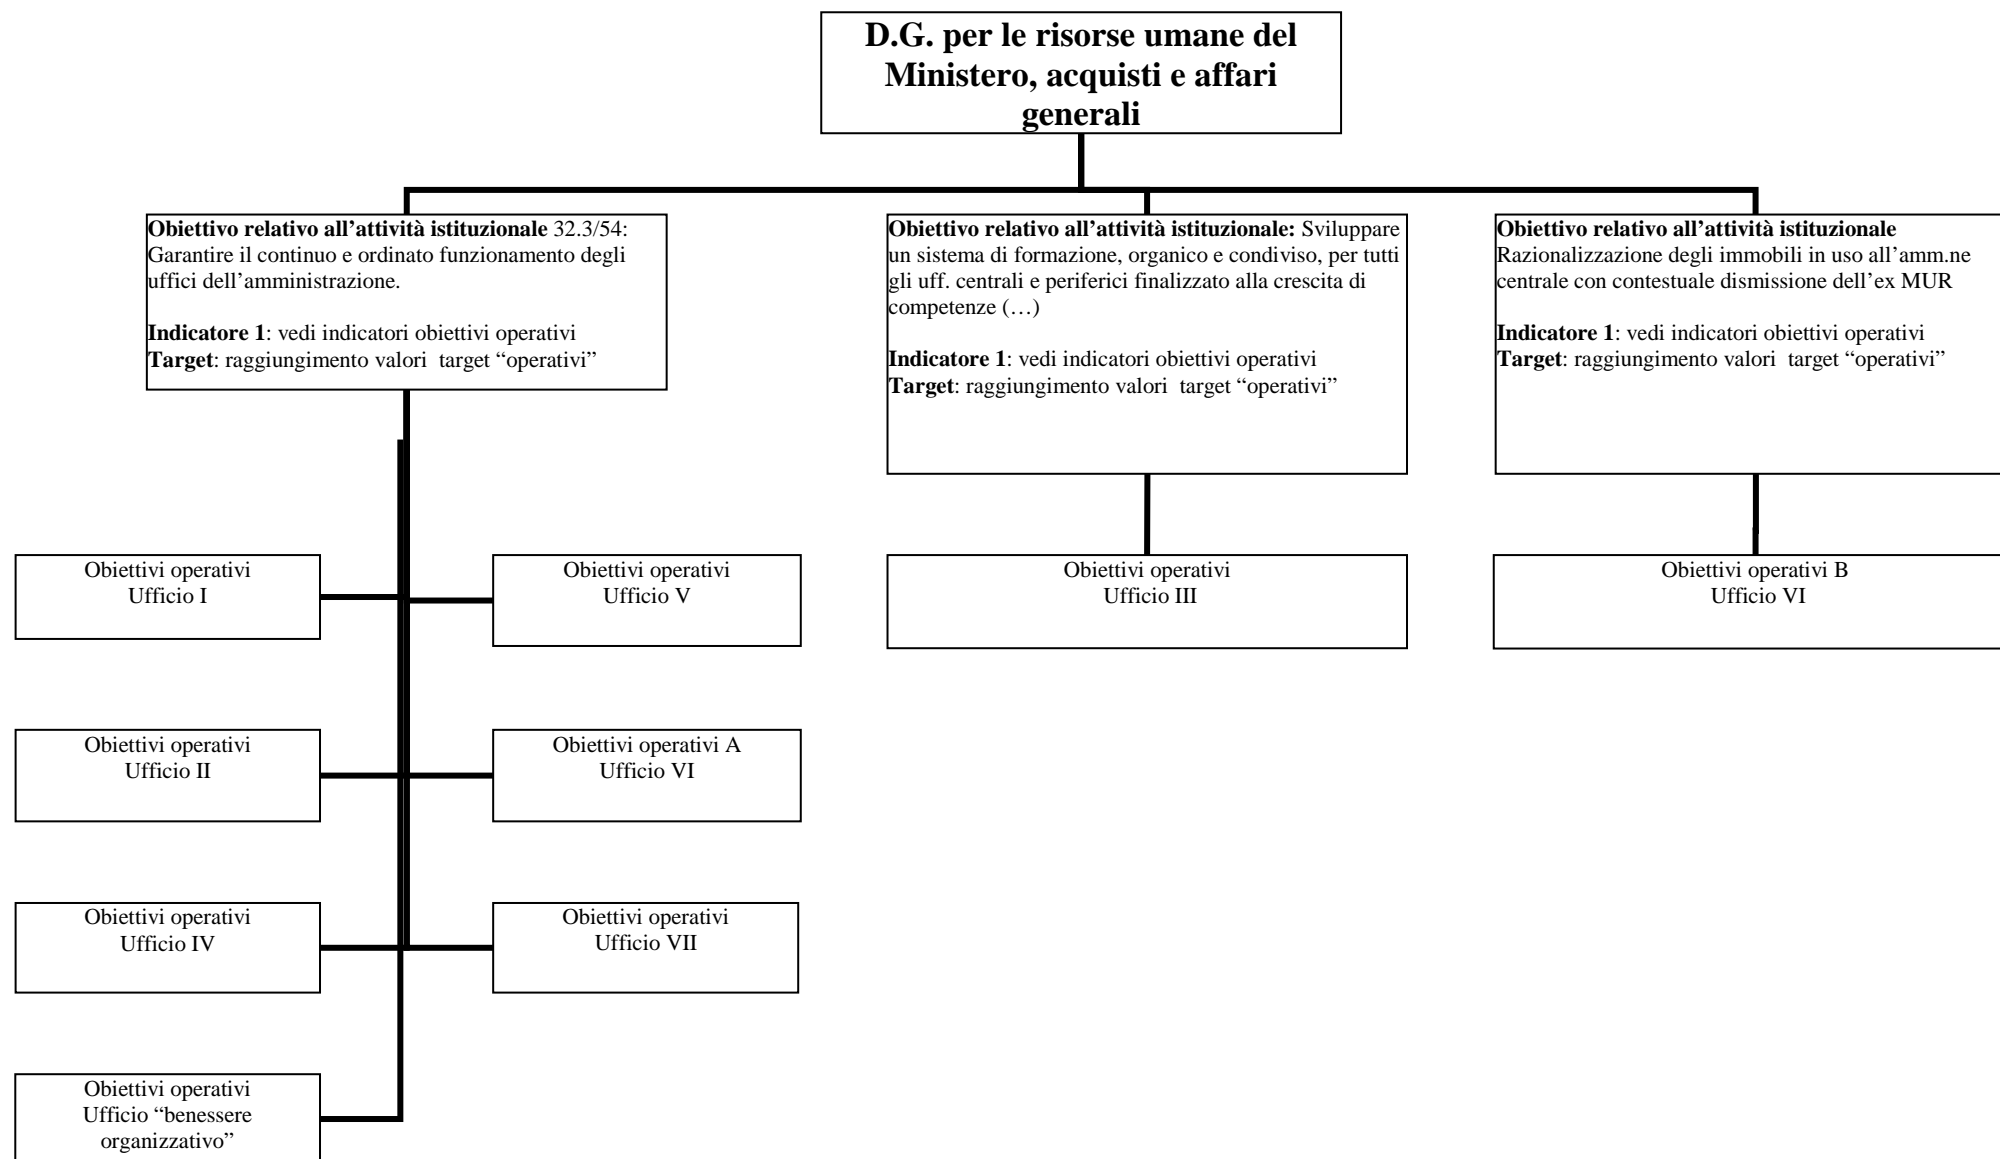 D.G. per le risorse umane del
Ministero, acquisti e affari
generali
Obiettivo relativo all’attività istituzionale 32.3/54:
Garantire il continuo e ordinato funzionamento degli
uffici dell’amministrazione.
Indicatore 1: vedi indicatori obiettivi operativi
Target: raggiungimento valori target “operativi”
Obiettivo relativo all’attività istituzionale: Sviluppare
un sistema di formazione, organico e condiviso, per tutti
gli uff. centrali e periferici finalizzato alla crescita di
competenze (…)
Indicatore 1: vedi indicatori obiettivi operativi
Target: raggiungimento valori target “operativi”
Obiettivo relativo all’attività istituzionale
Razionalizzazione degli immobili in uso all’amm.ne
centrale con contestuale dismissione dell’ex MUR
Indicatore 1: vedi indicatori obiettivi operativi
Target: raggiungimento valori target “operativi”
Obiettivi operativi
Ufficio I
Obiettivi operativi
Ufficio V
Obiettivi operativi
Ufficio III
Obiettivi operativi B
Ufficio VI
Obiettivi operativi
Ufficio II
Obiettivi operativi A
Ufficio VI
Obiettivi operativi
Ufficio IV
Obiettivi operativi
Ufficio VII
Obiettivi operativi
Ufficio “benessere
organizzativo”